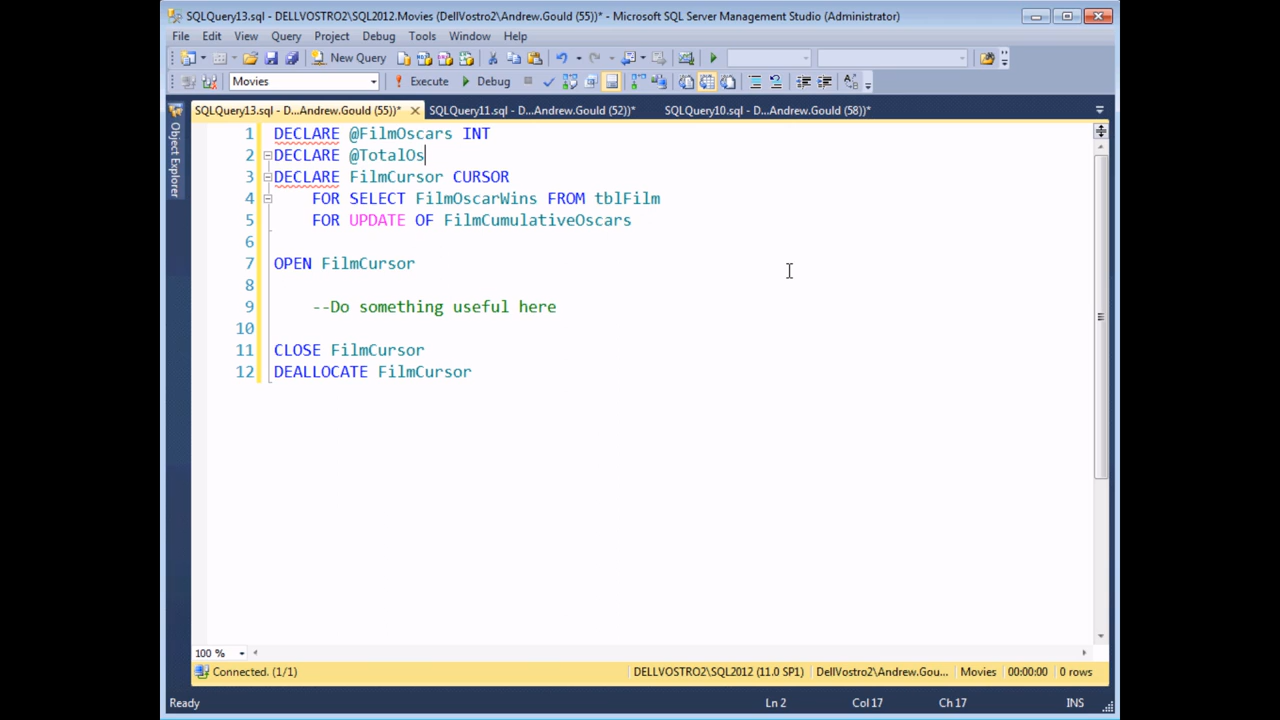 SQLQuery13.sql - DELLVOSTRO2\SQL2012.Movies (DellVostro2\Andrew.Gould (55))* - Microsoft SQL Server Management Studio (Administrator)
File Edit View Query Project Debug Tools Window Help
New Query
Movies Execute Debug
SQLQuery13.sql - D...Andrew.Gould (55))* SQLQuery11.sql - D...Andrew.Gould (52))* SQLQuery10.sql - D...Andrew.Gould (58))*
Object Explorer
1 DECLARE @FilmOscars INT
2 DECLARE @TotalOs
3 DECLARE FilmCursor CURSOR
4 FOR SELECT FilmOscarWins FROM tblFilm
5 FOR UPDATE OF FilmCumulativeOscars
6
7 OPEN FilmCursor
8
9 --Do something useful here
10
11 CLOSE FilmCursor
12 DEALLOCATE FilmCursor
100 %
Connected. (1/1) DELLVOSTRO2\SQL2012 (11.0 SP1) DellVostro2\Andrew.Gou... Movies 00:00:00 0 rows
Ready Ln 2 Col 17 Ch 17 INS